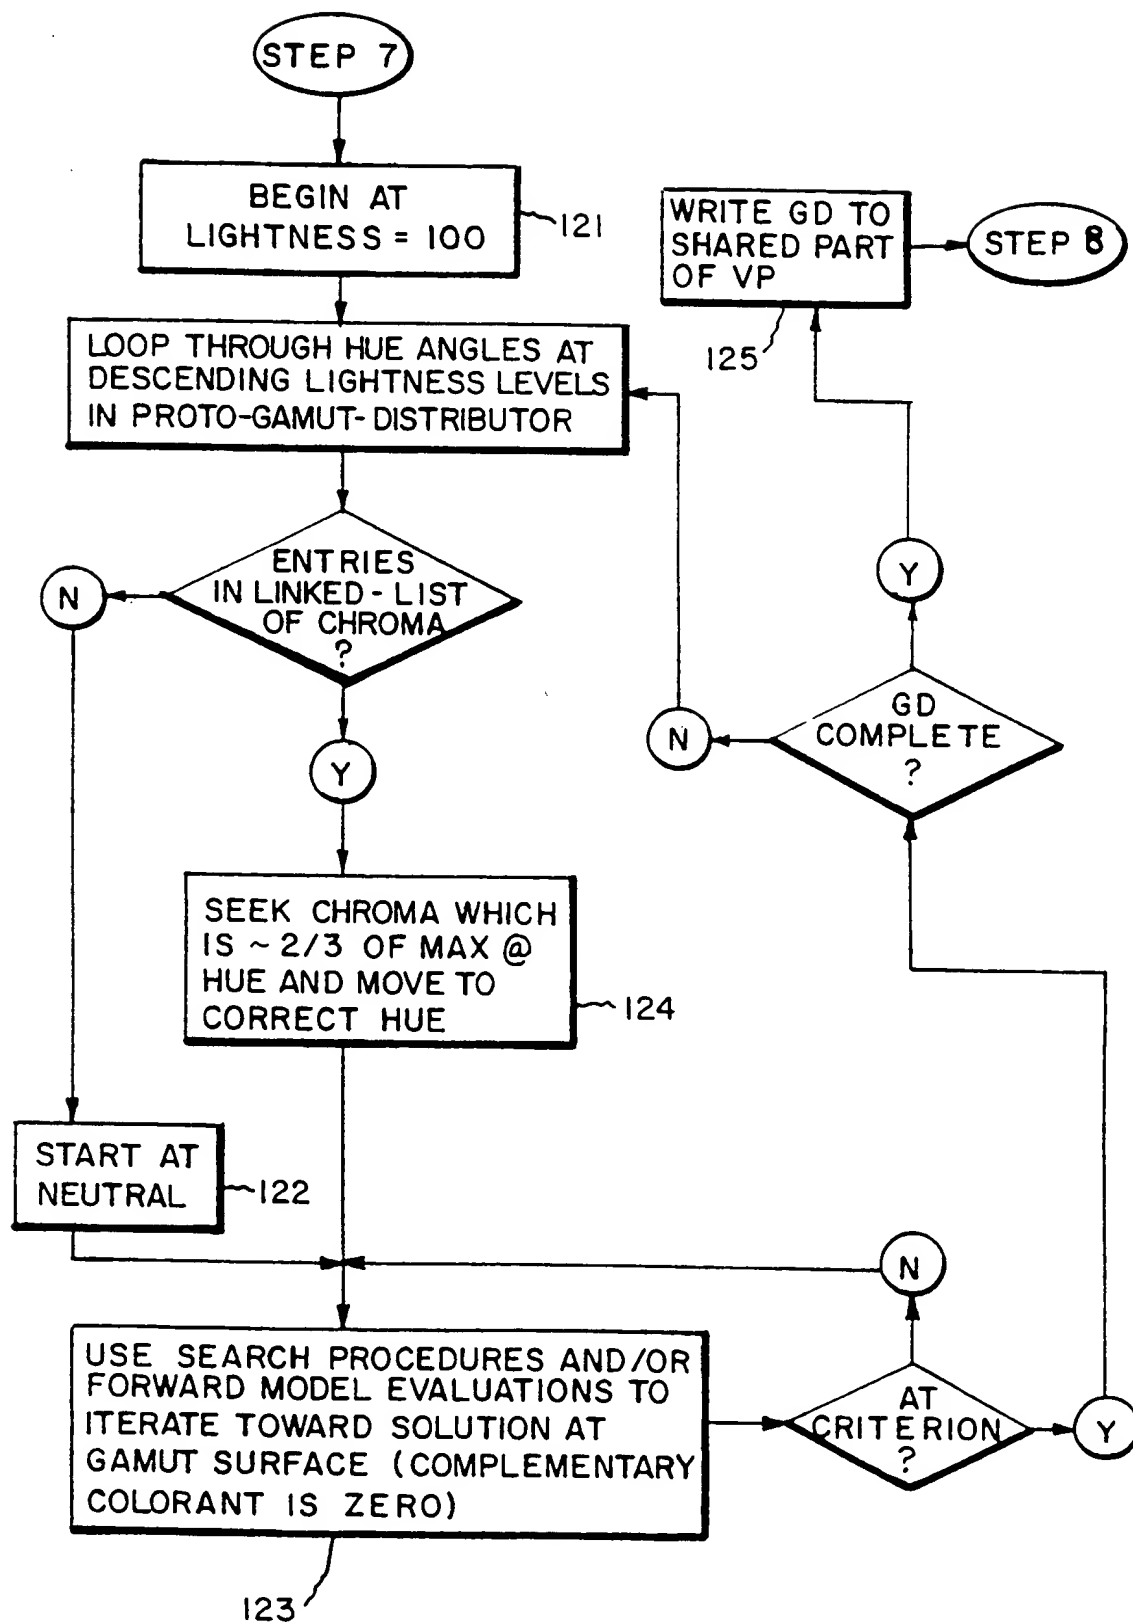 STEP 7
BEGIN AT
LIGHTNESS = 100
121
LOOP THROUGH HUE ANGLES AT
DESCENDING LIGHTNESS LEVELS
IN PROTO-GAMUT-DISTRIBUTOR
ENTRIES
IN LINKED-LIST
OF CHROMA
?
N
Y
SEEK CHROMA WHICH
IS ~ 2/3 OF MAX @
HUE AND MOVE TO
CORRECT HUE
124
START AT
NEUTRAL
122
USE SEARCH PROCEDURES AND/OR
FORWARD MODEL EVALUATIONS TO
ITERATE TOWARD SOLUTION AT
GAMUT SURFACE (COMPLEMENTARY
COLORANT IS ZERO)
123
AT
CRITERION
?
N
Y
GD
COMPLETE
?
N
Y
WRITE GD TO
SHARED PART
OF VP
125
STEP 8